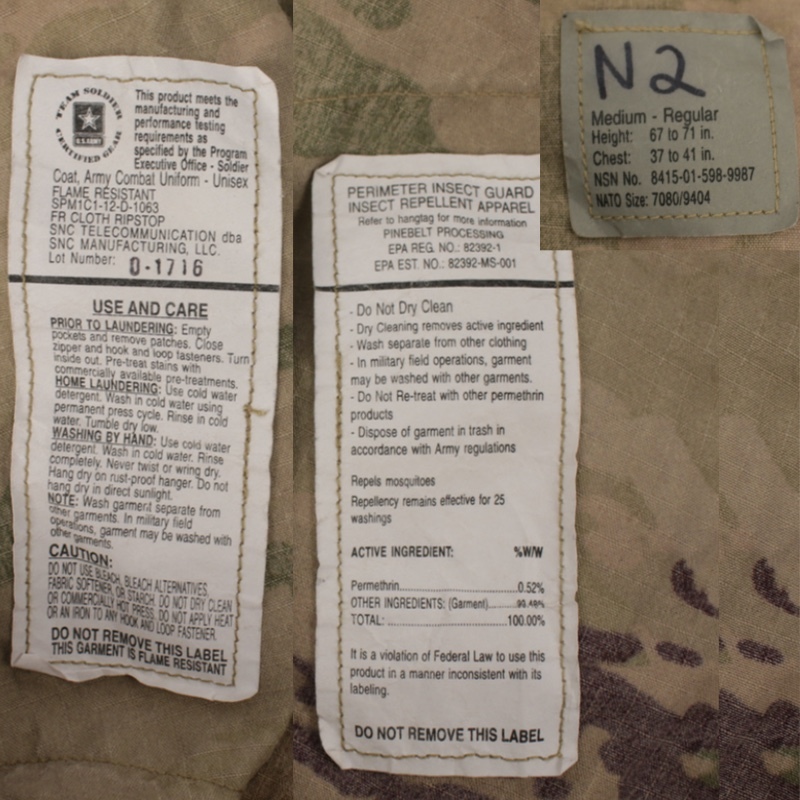 TEAM SOLDIER
CERTIFIED GEAR
U.S. ARMY
This product meets the
manufacturing and
performance testing
requirements as
specified by the Program
Executive Office - Soldier
Coat, Army Combat Uniform - Unisex
FLAME RESISTANT
SPM1C1-12-D-1063
FR CLOTH RIPSTOP
SNC TELECOMMUNICATION dba
SNC MANUFACTURING, LLC.
Lot Number: 0-1716
USE AND CARE
PRIOR TO LAUNDERING: Empty
pockets and remove patches. Close
zipper and hook and loop fasteners. Turn
inside out. Pre-treat stains with
commercially available pre-treatments.
HOME LAUNDERING: Use cold water
detergent. Wash in cold water using
permanent press cycle. Rinse in cold
water. Tumble dry low.
WASHING BY HAND: Use cold water
detergent. Wash in cold water. Rinse
completely. Never twist or wring dry.
Hang dry on rust-proof hanger. Do not
hang dry in direct sunlight.
NOTE: Wash garment separate from
other garments. In military field
operations, garment may be washed with
other garments.
CAUTION:
DO NOT USE BLEACH, BLEACH ALTERNATIVES,
FABRIC SOFTENER, OR STARCH. DO NOT DRY CLEAN
OR COMMERCIALLY HOT PRESS. DO NOT APPLY HEAT
OR AN IRON TO ANY HOOK AND LOOP FASTENER.
DO NOT REMOVE THIS LABEL
THIS GARMENT IS FLAME RESISTANT
PERIMETER INSECT GUARD
INSECT REPELLENT APPAREL
Refer to hangtag for more information
PINEBELT PROCESSING
EPA REG. NO.: 82392-1
EPA EST. NO.: 82392-MS-001
- Do Not Dry Clean
- Dry Cleaning removes active ingredient
- Wash separate from other clothing
- In military field operations, garment
may be washed with other garments.
- Do Not Re-treat with other permethrin
products
- Dispose of garment in trash in
accordance with Army regulations
Repels mosquitoes
Repellency remains effective for 25
washings
ACTIVE INGREDIENT: %W/W
Permethrin..........0.52%
OTHER INGREDIENTS: (Garment)..........99.48%
TOTAL: ..........100.00%
It is a violation of Federal Law to use this
product in a manner inconsistent with its
labeling.
DO NOT REMOVE THIS LABEL
N2
Medium - Regular
Height: 67 to 71 in.
Chest: 37 to 41 in.
NSN No. 8415-01-598-9987
NATO Size: 7080/9404